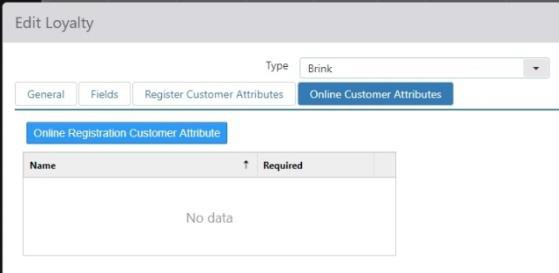 Edit Loyalty
Type Brink
General Fields Register Customer Attributes Online Customer Attributes
Online Registration Customer Attribute
Name ↑ Required
No data